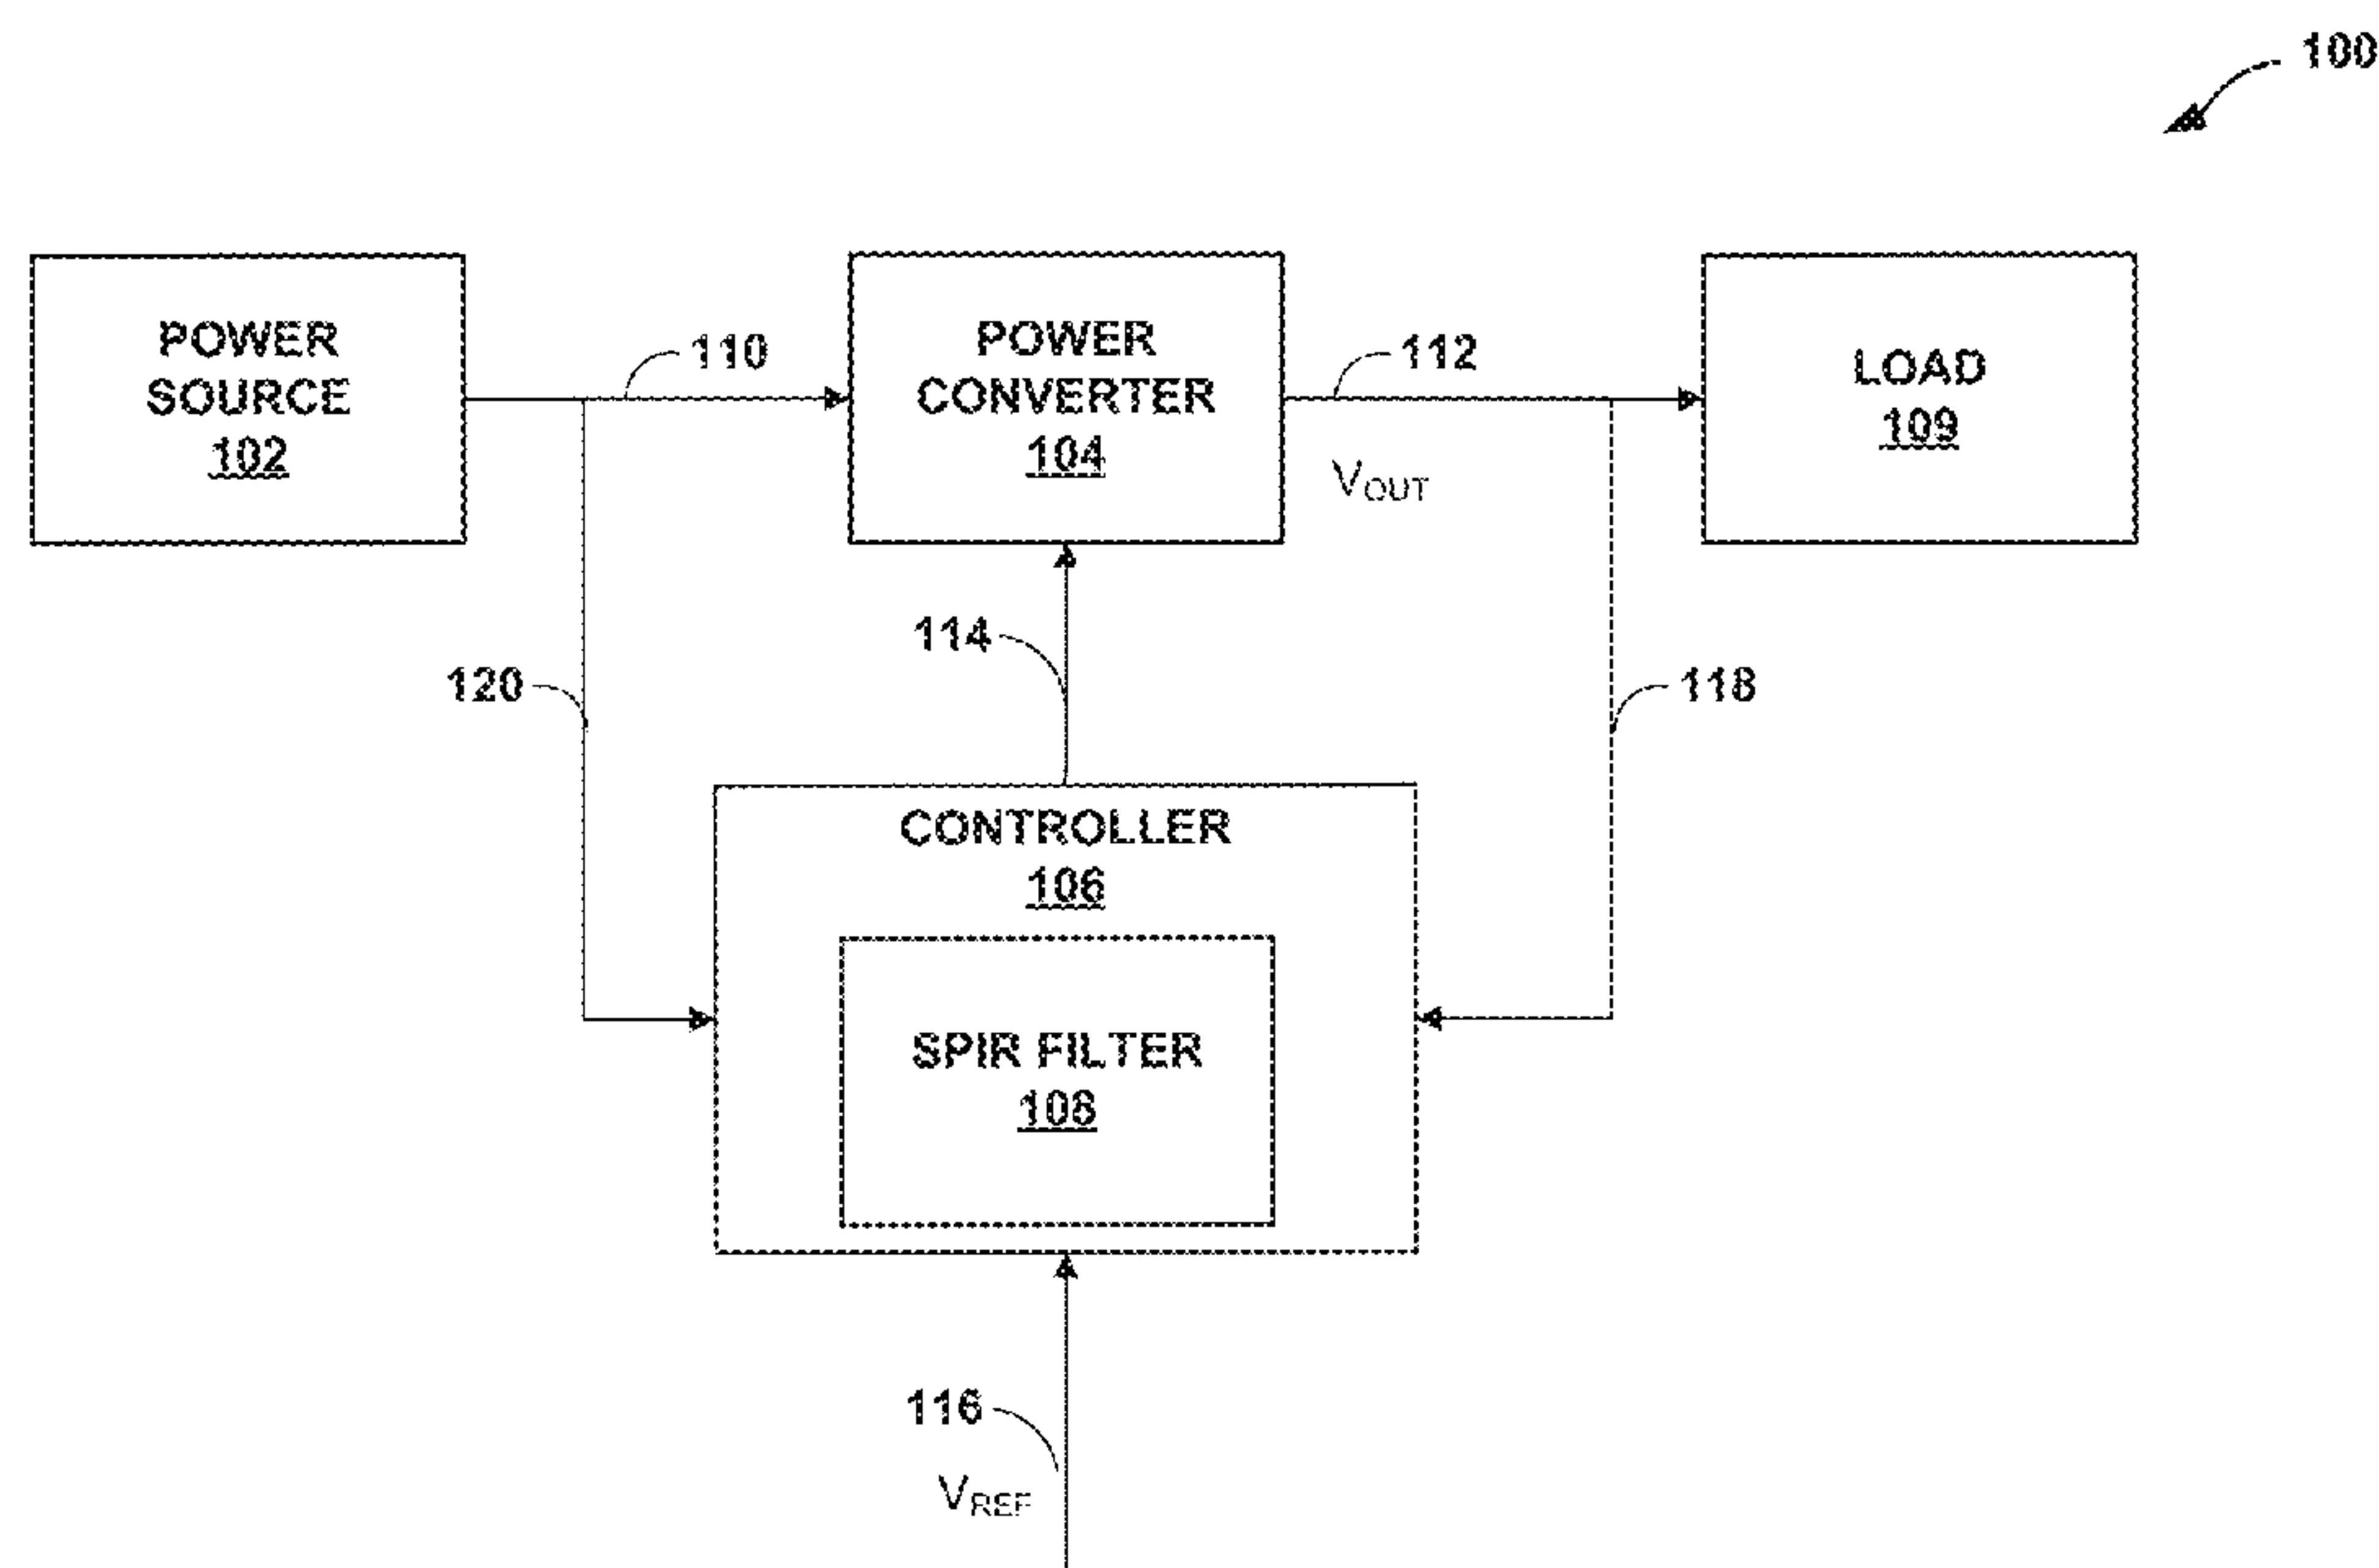 100
POWER
SOURCE
102
110
POWER
CONVERTER
104
112
VOUT
LOAD
109
114
120
118
CONTROLLER
106
SPIR FILTER
108
116
VREF